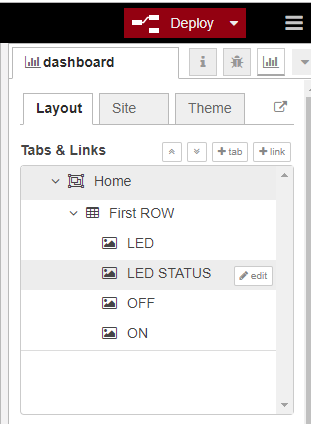 Deploy
dashboard
Layout Site Theme
Tabs & Links +tab +link
Home
First ROW
LED
LED STATUS edit
OFF
ON